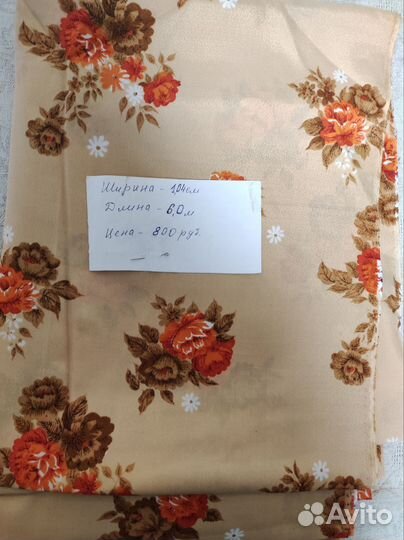 Ширина - 104см
Длина - 6,0м
Цена - 800 руб.
Avito